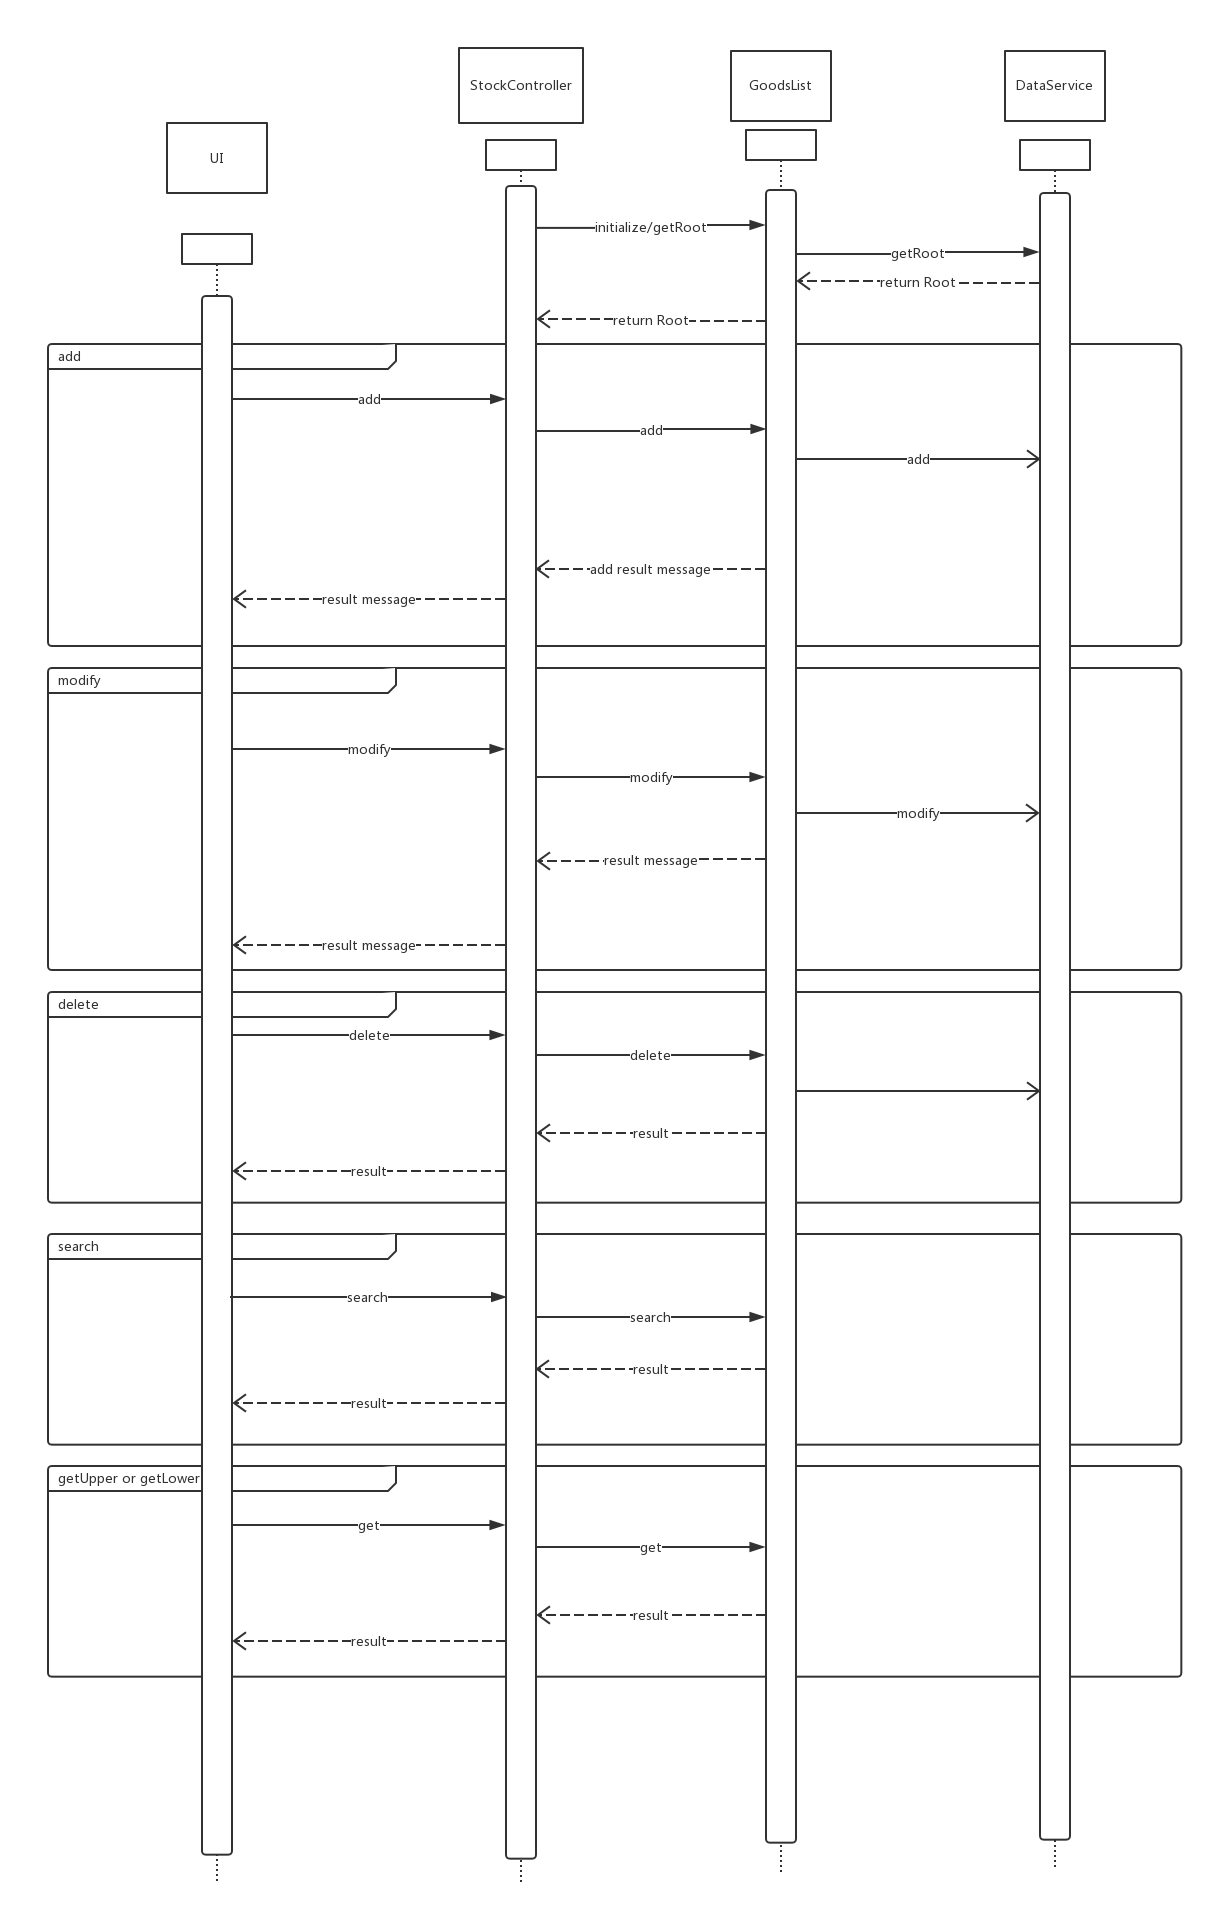 StockController
GoodsList
DataService
UI
initialize/getRoot
getRoot
return Root
return Root
add
add
add
add
add result message
result message
modify
modify
modify
modify
result message
result message
delete
delete
delete
result
result
search
search
search
result
result
getUpper or getLower
get
get
result
result